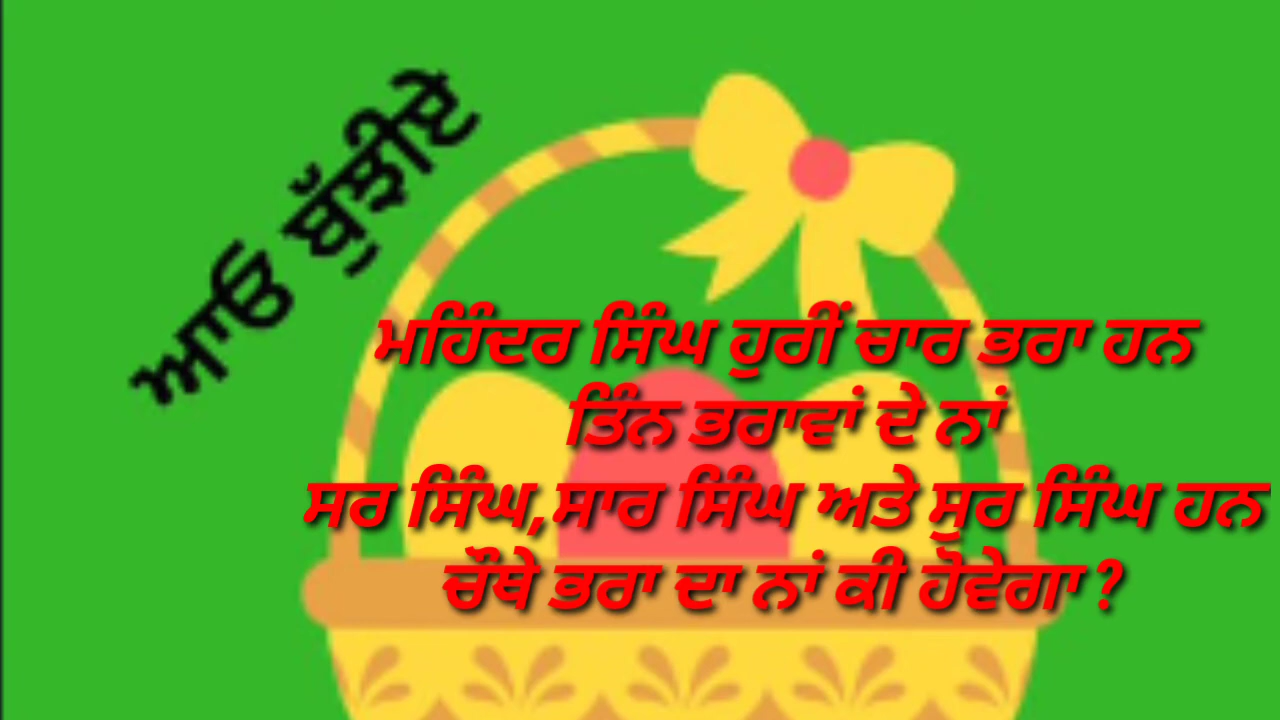 ਆਓ ਬੁੱਝੀਏ
ਮਹਿੰਦਰ ਸਿੰਘ ਹੁਰੀਂ ਚਾਰ ਭਰਾ ਹਨ
ਤਿੰਨ ਭਰਾਵਾਂ ਦੇ ਨਾਂ
ਸਰ ਸਿੰਘ,ਸਾਰ ਸਿੰਘ ਅਤੇ ਸੁਰ ਸਿੰਘ ਹਨ
ਚੌਥੇ ਭਰਾ ਦਾ ਨਾਂ ਕੀ ਹੋਵੇਗਾ ?